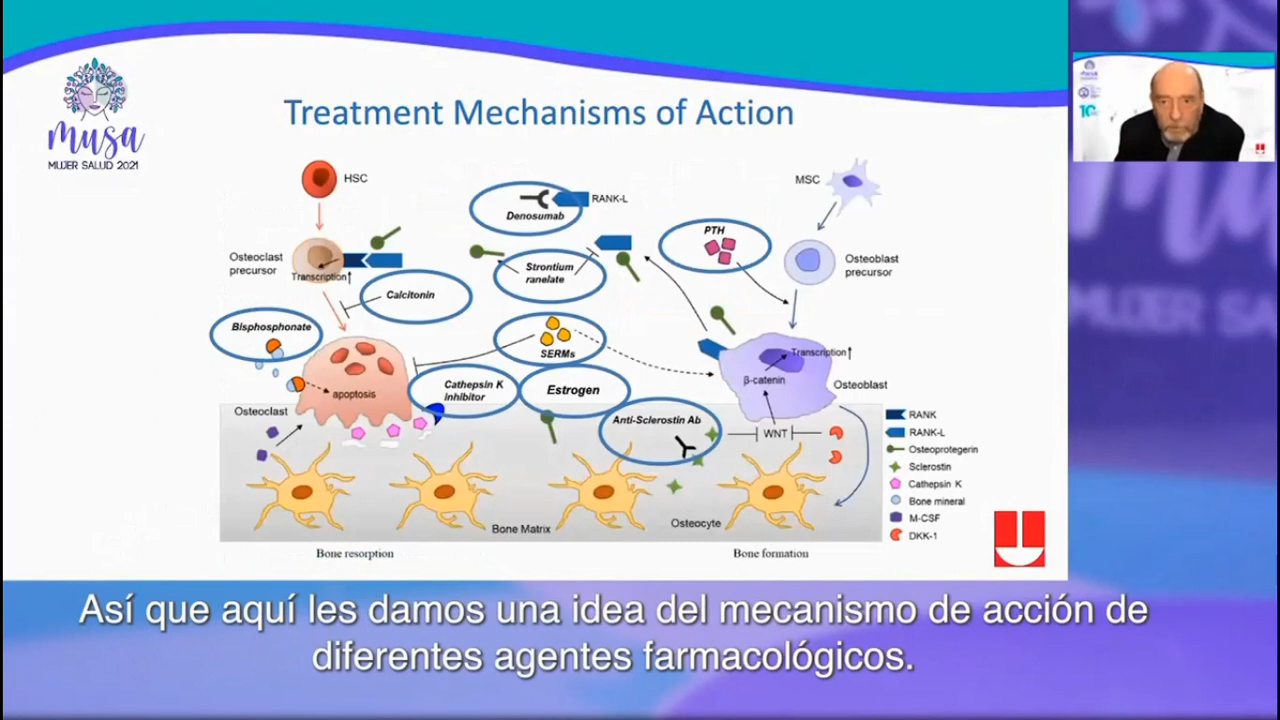 musa
MUJER SALUD 2021
Treatment Mechanisms of Action
HSC
MSC
RANK-L
Denosumab
PTH
Osteoclast
precursor
Transcription↑
Strontium
ranelate
Osteoblast
precursor
Calcitonin
Bisphosphonate
SERMs
Transcription↑
β-catenin
Osteoblast
apoptosis
Cathepsin K
inhibitor
Estrogen
Osteoclast
Anti-Sclerostin Ab
WNT
RANK
RANK-L
Osteoprotegerin
Sclerostin
Cathepsin K
Bone mineral
M-CSF
DKK-1
Bone Matrix
Osteocyte
Bone resorption
Bone formation
MUJER SA
Así que aquí les damos una idea del mecanismo de acción de
diferentes agentes farmacológicos.